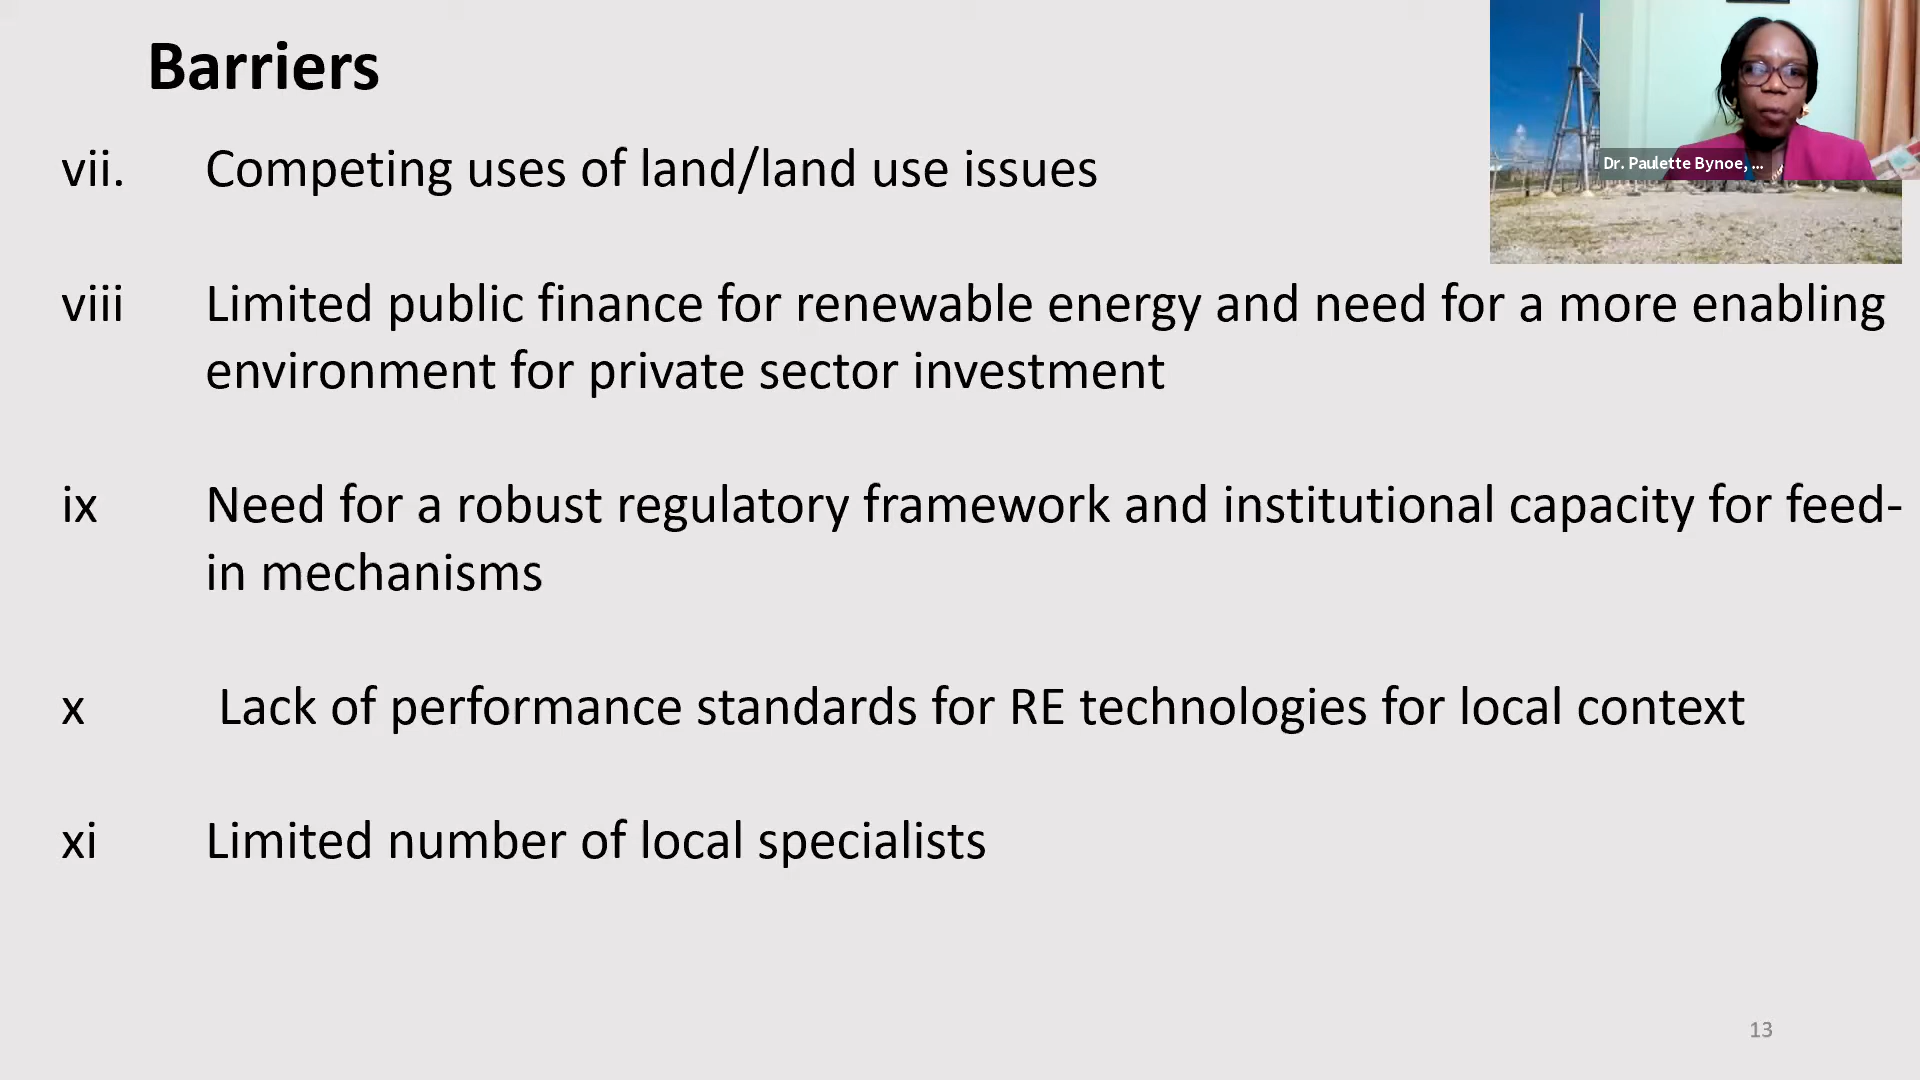 Barriers
Dr. Paulette Bynoe, ...
vii. Competing uses of land/land use issues
viii Limited public finance for renewable energy and need for a more enabling
environment for private sector investment
ix Need for a robust regulatory framework and institutional capacity for feed-
in mechanisms
x Lack of performance standards for RE technologies for local context
xi Limited number of local specialists
13